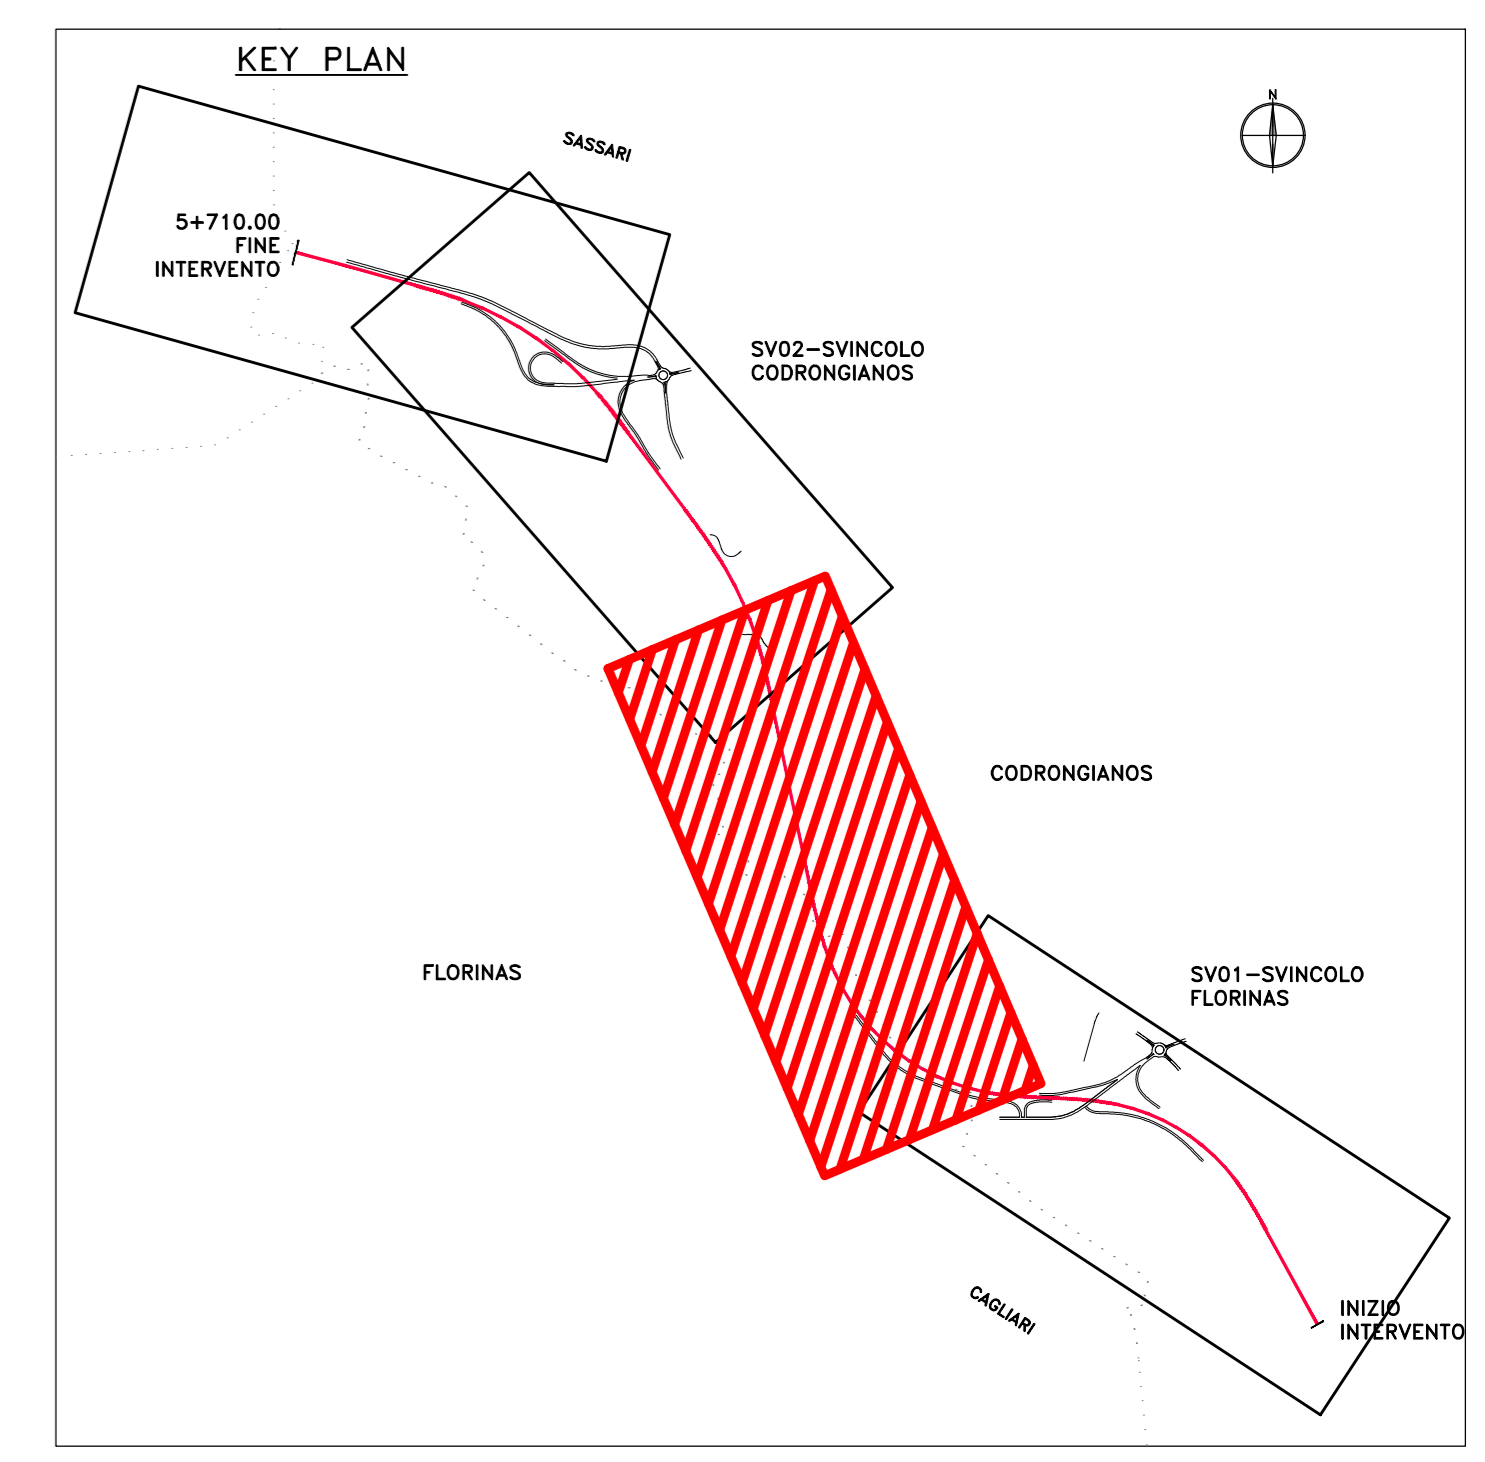 KEY PLAN
N
SASSARI
5+710.00
FINE
INTERVENTO
SV02-SVINCOLO
CODRONGIANOS
CODRONGIANOS
FLORINAS
SV01-SVINCOLO
FLORINAS
CAGLIARI
INIZIO
INTERVENTO